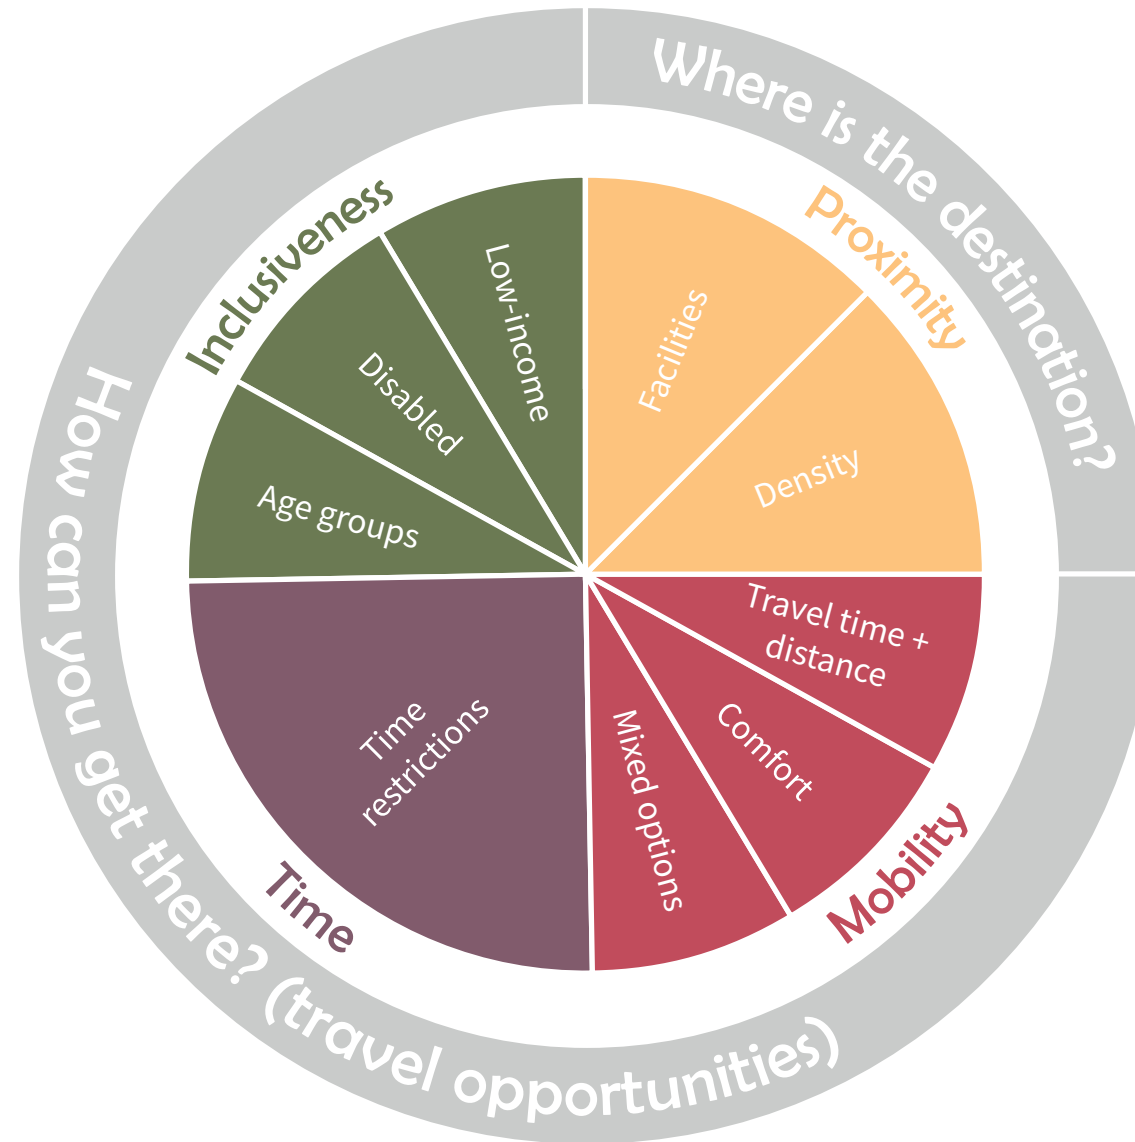 Where is the destination?
Proximity
Facilities
Density
Mobility
Travel time +
distance
Comfort
Mixed options
Time
Time
restrictions
Inclusiveness
Age groups
Disabled
Low-income
How can you get there? (travel opportunities)